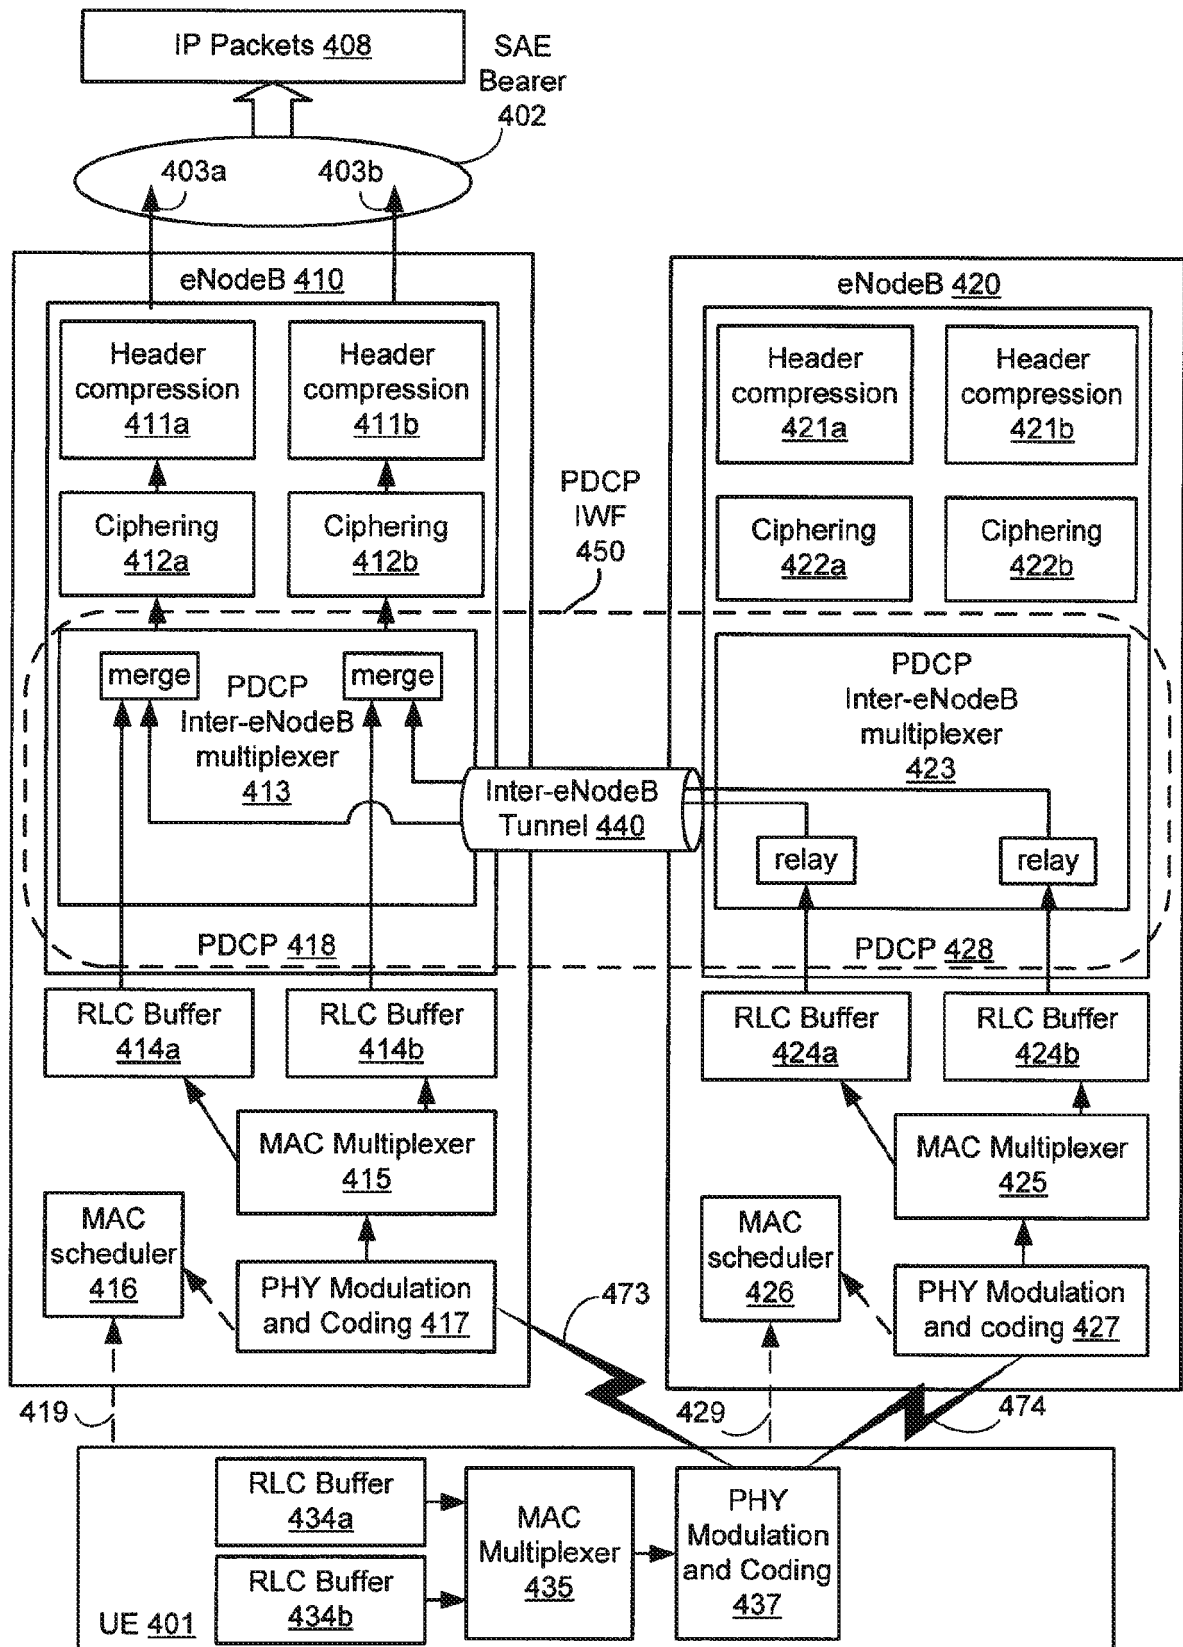 IP Packets 408
SAE
Bearer
402
403a
403b
eNodeB 410
Header
compression
411a
Header
compression
411b
Ciphering
412a
Ciphering
412b
merge
merge
PDCP
Inter-eNodeB
multiplexer
413
PDCP 418
RLC Buffer
414a
RLC Buffer
414b
MAC Multiplexer
415
MAC
scheduler
416
PHY Modulation
and Coding 417
PDCP
IWF
450
Inter-eNodeB
Tunnel 440
eNodeB 420
Header
compression
421a
Header
compression
421b
Ciphering
422a
Ciphering
422b
PDCP
Inter-eNodeB
multiplexer
423
relay
relay
PDCP 428
RLC Buffer
424a
RLC Buffer
424b
MAC Multiplexer
425
MAC
scheduler
426
PHY Modulation
and coding 427
473
419
429
474
RLC Buffer
434a
RLC Buffer
434b
MAC
Multiplexer
435
PHY
Modulation
and Coding
437
UE 401